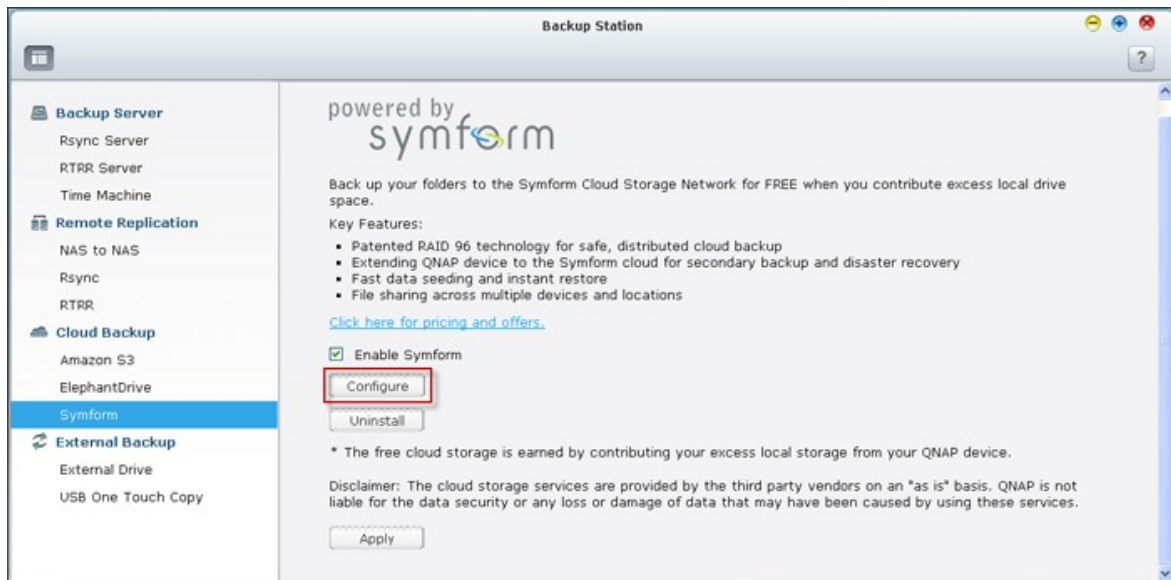 Backup Station
?
Backup Server
Rsync Server
RTRR Server
Time Machine
Remote Replication
NAS to NAS
Rsync
RTRR
Cloud Backup
Amazon S3
ElephantDrive
Symform
External Backup
External Drive
USB One Touch Copy
powered by
symform
Back up your folders to the Symform Cloud Storage Network for FREE when you contribute excess local drive
space.
Key Features:
▪ Patented RAID 96 technology for safe, distributed cloud backup
▪ Extending QNAP device to the Symform cloud for secondary backup and disaster recovery
▪ Fast data seeding and instant restore
▪ File sharing across multiple devices and locations
Click here for pricing and offers.
Enable Symform
Configure
Uninstall
* The free cloud storage is earned by contributing your excess local storage from your QNAP device.
Disclaimer: The cloud storage services are provided by the third party vendors on an "as is" basis. QNAP is not
liable for the data security or any loss or damage of data that may have been caused by using these services.
Apply